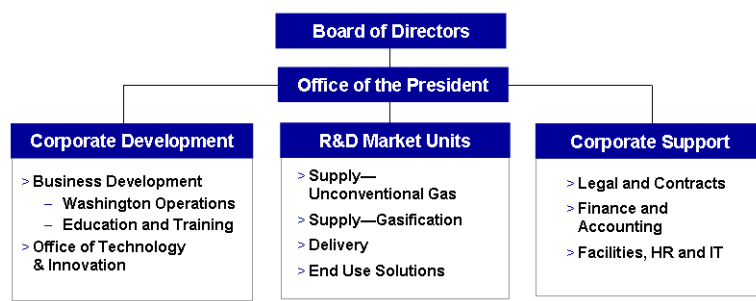 Board of Directors
Office of the President
Corporate Development
> Business Development
– Washington Operations
– Education and Training
> Office of Technology
& Innovation
R&D Market Units
> Supply—
Unconventional Gas
> Supply—Gasification
> Delivery
> End Use Solutions
Corporate Support
> Legal and Contracts
> Finance and
Accounting
> Facilities, HR and IT